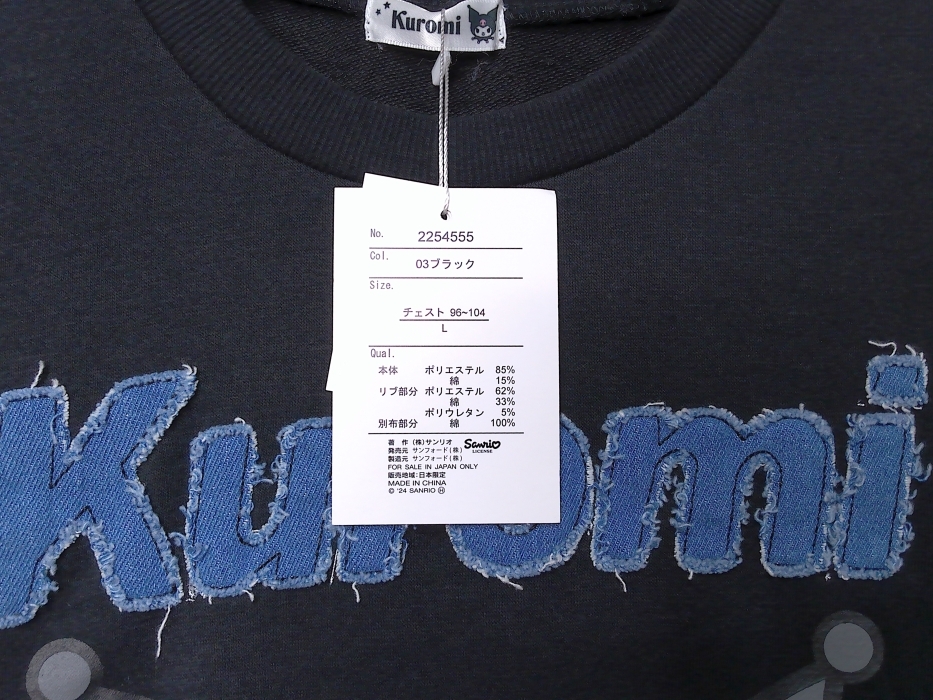 Kuromi
No. 2254555
Col. 03ブラック
Size.
チェスト 96~104
L
Qual.
本体 ポリエステル 85%
綿 15%
リブ部分 ポリエステル 62%
綿 33%
ポリウレタン 5%
別布部分 綿 100%
著 作 (株)サンリオ Sanrio
発売元 サンフォード(株) LICENSE
製造元 サンフォード(株)
FOR SALE IN JAPAN ONLY
販売地域:日本限定
MADE IN CHINA
© '24 SANRIO Ⓗ
Kuromi